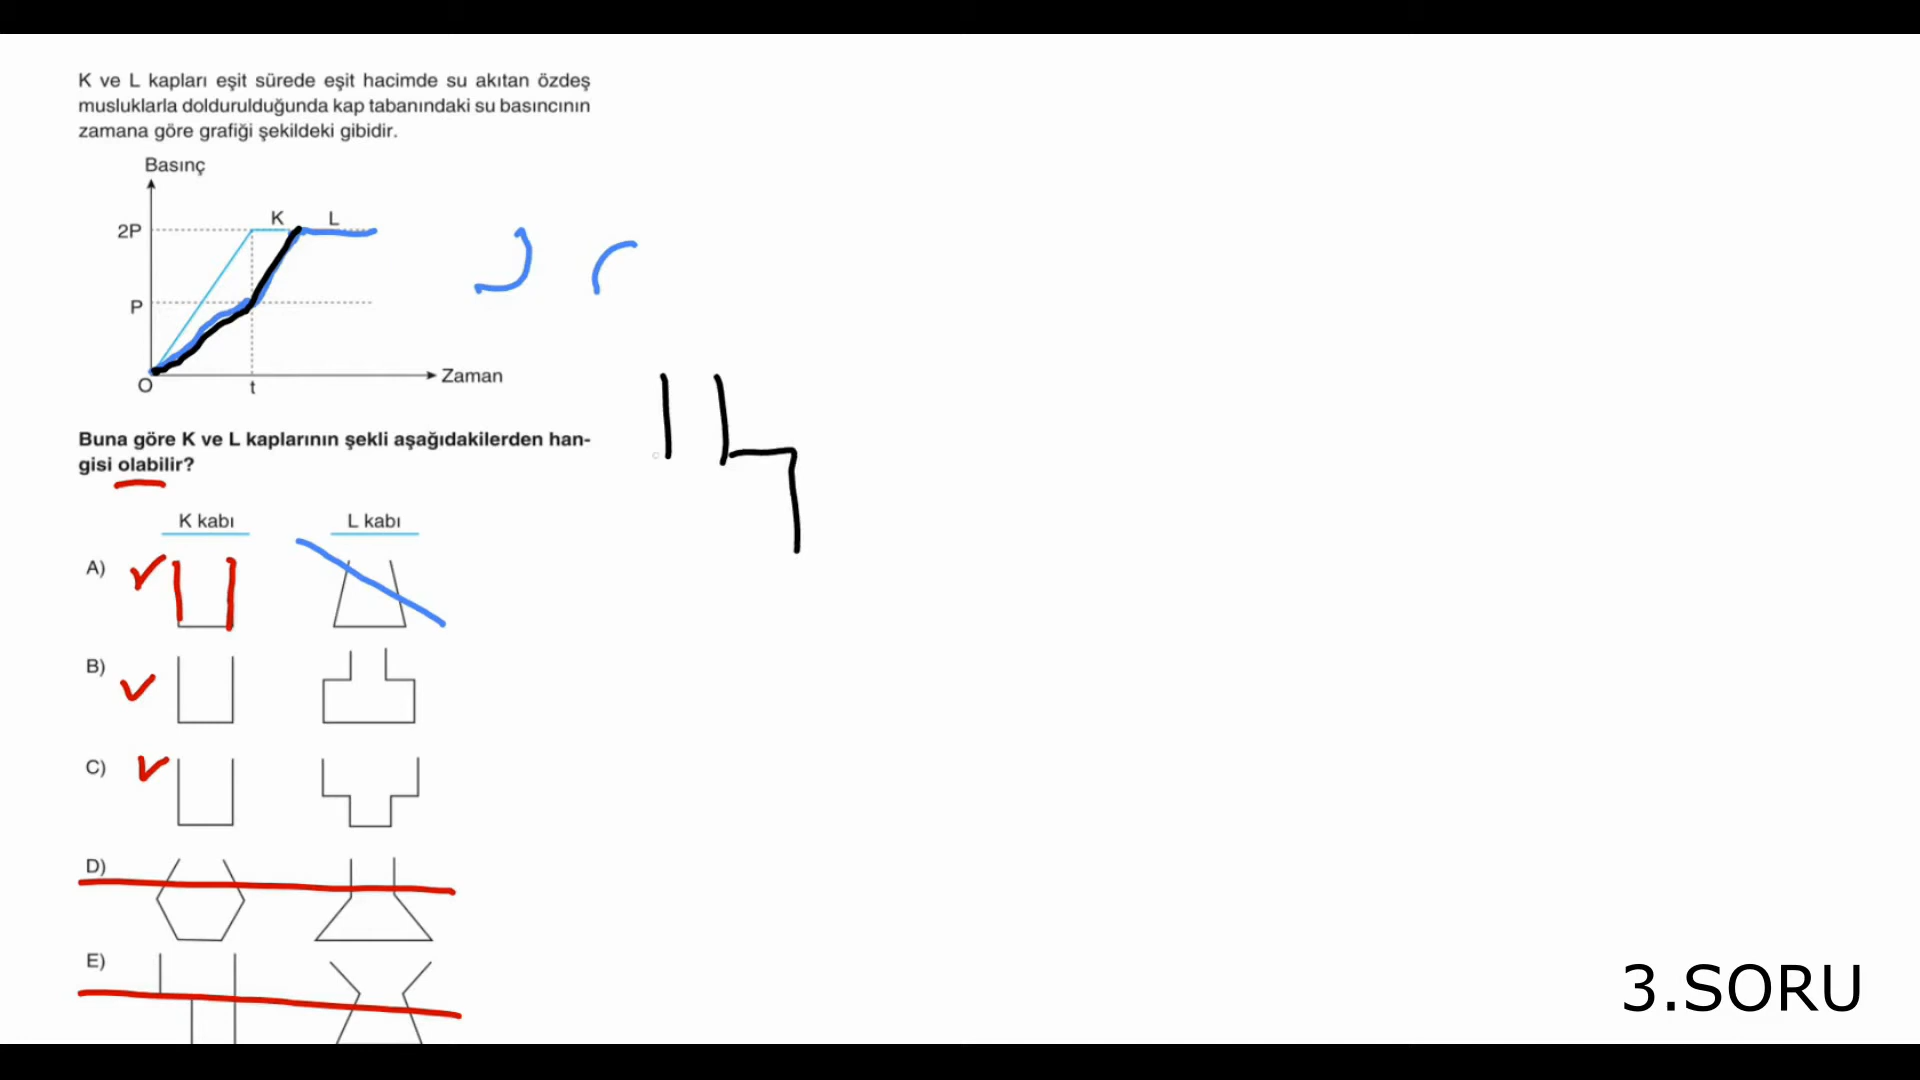 K ve L kapları eşit sürede eşit hacimde su akıtan özdeş
musluklarla doldurulduğunda kap tabanındaki su basıncının
zamana göre grafiği şekildeki gibidir.
Basınç
K L
2P
P
O
t
Zaman
Buna göre K ve L kaplarının şekli aşağıdakilerden han-
gisi olabilir?
K kabı L kabı
A)
B)
C)
D)
E)
3.SORU